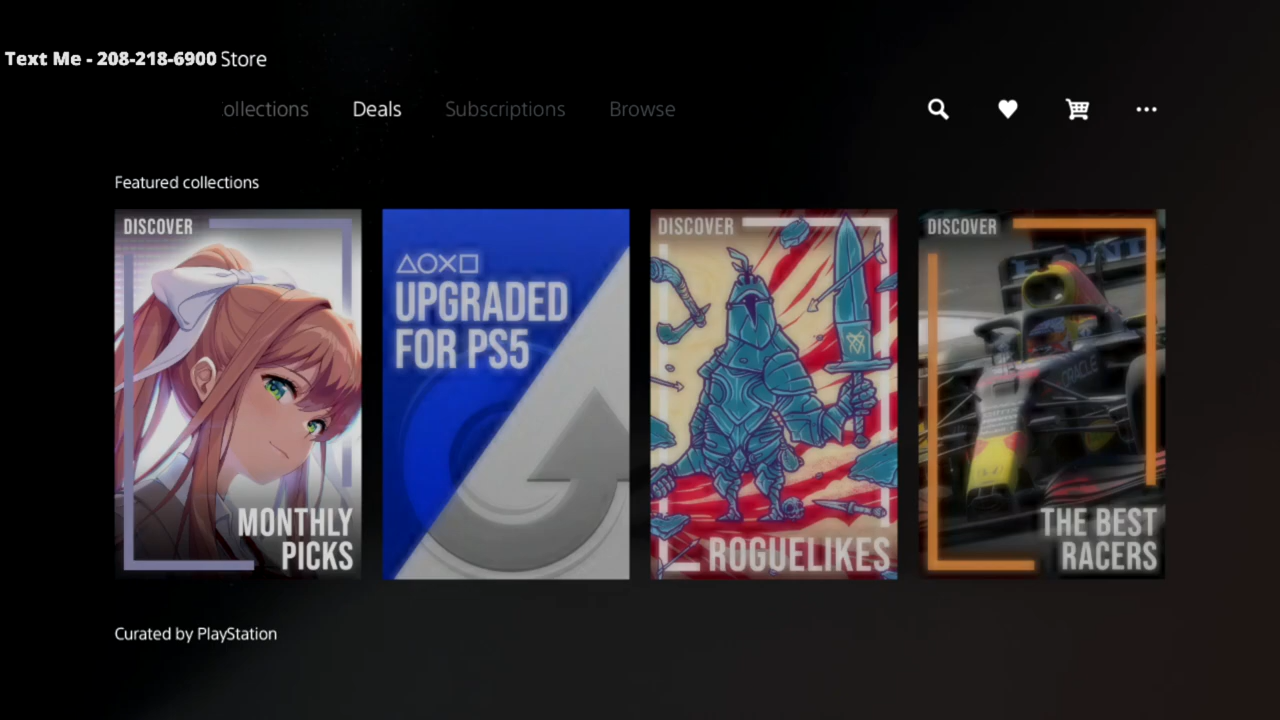 Text Me - 208-218-6900 Store
ollections Deals Subscriptions Browse
Featured collections
DISCOVER
MONTHLY
PICKS
UPGRADED
FOR PS5
DISCOVER
ROGUELIKES
DISCOVER
ORACLE
THE BEST
RACERS
Curated by PlayStation